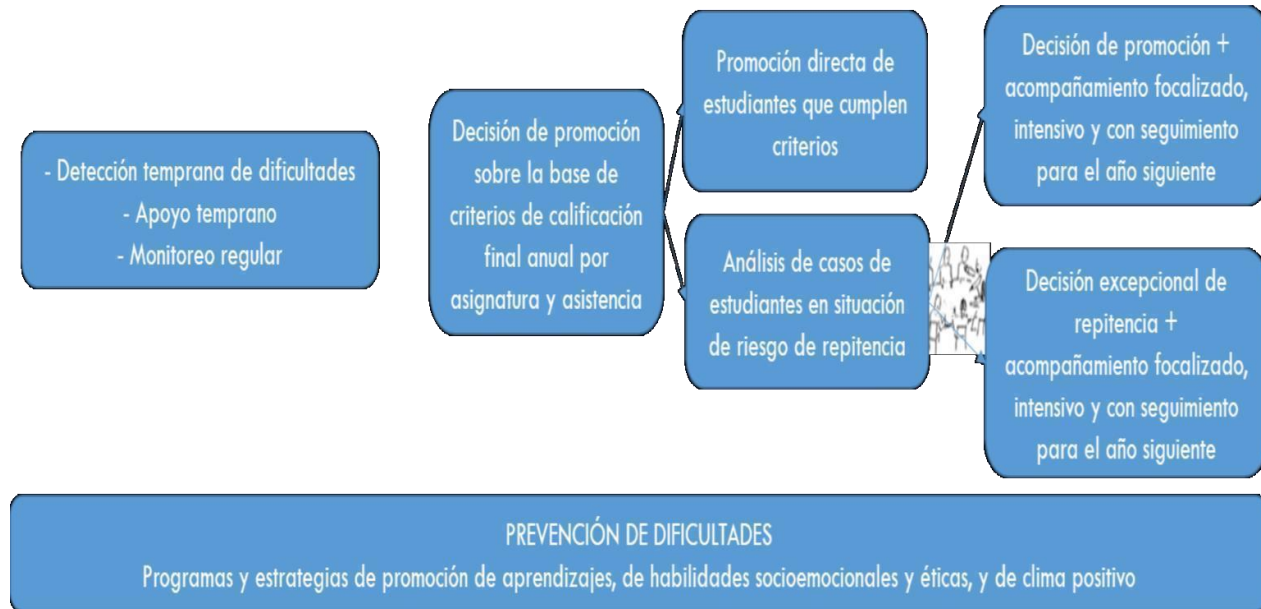 - Detección temprana de dificultades
- Apoyo temprano
- Monitoreo regular
Decisión de promoción
sobre la base de
criterios de calificación
final anual por
asignatura y asistencia
Promoción directa de
estudiantes que cumplen
criterios
Análisis de casos de
estudiantes en situación
de riesgo de repitencia
Decisión de promoción +
acompañamiento focalizado,
intensivo y con seguimiento
para el año siguiente
Decisión excepcional de
repitencia +
acompañamiento focalizado,
intensivo y con seguimiento
para el año siguiente
PREVENCIÓN DE DIFICULTADES
Programas y estrategias de promoción de aprendizajes, de habilidades socioemocionales y éticas, y de clima positivo